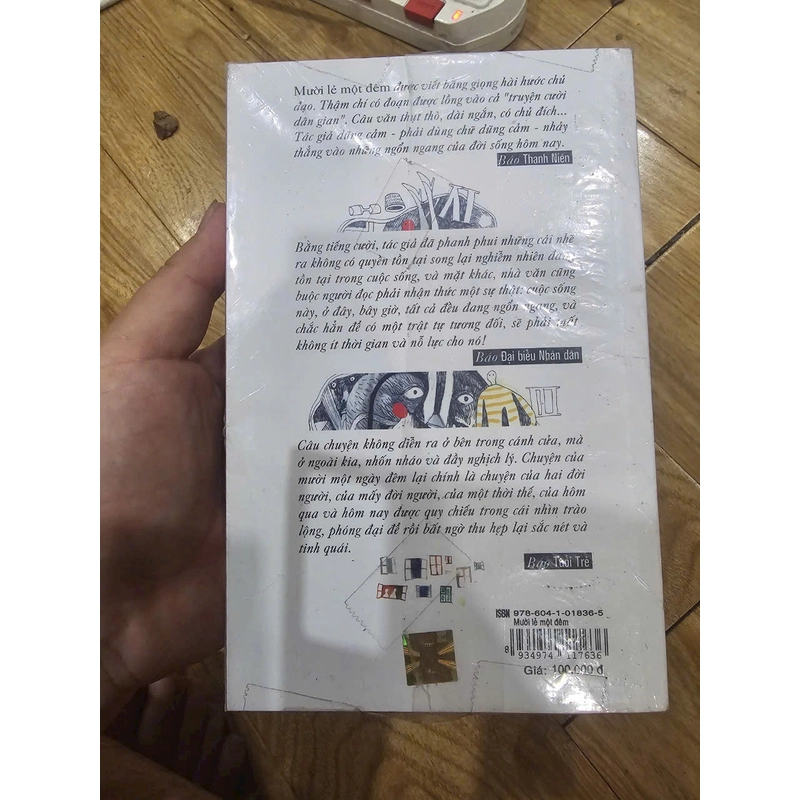 Mười lẻ một đêm được viết bằng giọng hài hước chủ
đạo. Thậm chí có đoạn được lồng vào cả "truyện cười
dân gian". Câu văn thụt thò, dài ngắn, có chủ đích...
Tác giả dũng cảm - phải dùng chữ dũng cảm - nhảy
thẳng vào những ngổn ngang của đời sống hôm nay.
Báo Thanh Niên
Bằng tiếng cười, tác giả đã phanh phui những cái nhẽ
ra không có quyền tồn tại song lại nghiễm nhiên đang
tồn tại trong cuộc sống, và mặt khác, nhà văn cũng
buộc người đọc phải nhận thức một sự thật: cuộc sống
này, ở đây, bây giờ, tất cả đều đang ngổn ngang, và
chắc hẳn để có một trật tự tương đối, sẽ phải mất
không ít thời gian và nỗ lực cho nó!
Báo Đại biểu Nhân dân
Câu chuyện không diễn ra ở bên trong cánh cửa, mà
ở ngoài kia, nhốn nháo và đầy nghịch lý. Chuyện của
mười một ngày đêm lại chính là chuyện của hai đời
người, của mấy đời người, của một thời thế, của hôm
qua và hôm nay được quy chiếu trong cái nhìn trào
lộng, phóng đại để rồi bất ngờ thu hẹp lại sắc nét và
tinh quái.
Báo Tuổi Trẻ
ISBN 978-604-1-01836-5
Mười lẻ một đêm
8 934974 117636
Giá: 100.000 đ